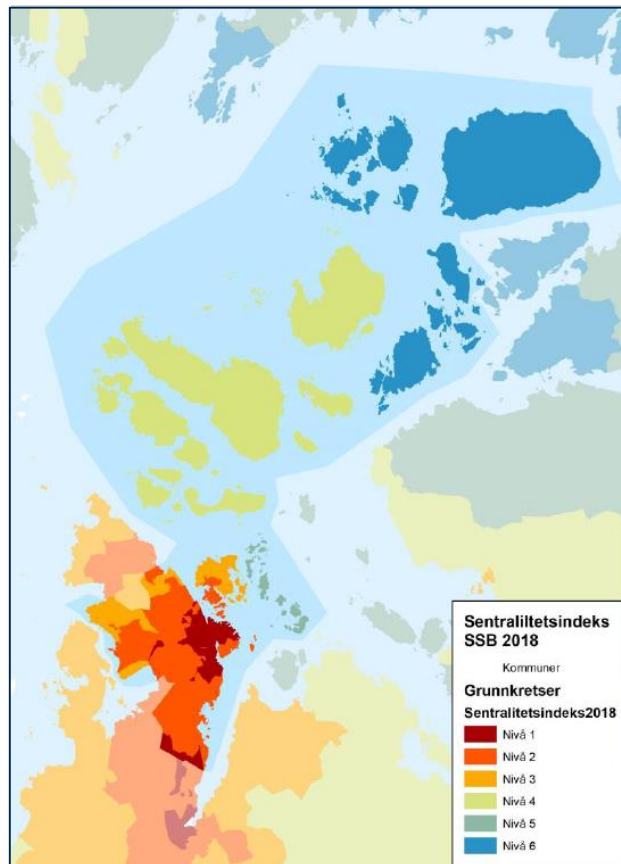 Sentraliltetsindeks
SSB 2018
Kommuner
Grunnkretser
Sentralitetsindeks2018
Nivå 1
Nivå 2
Nivå 3
Nivå 4
Nivå 5
Nivå 6